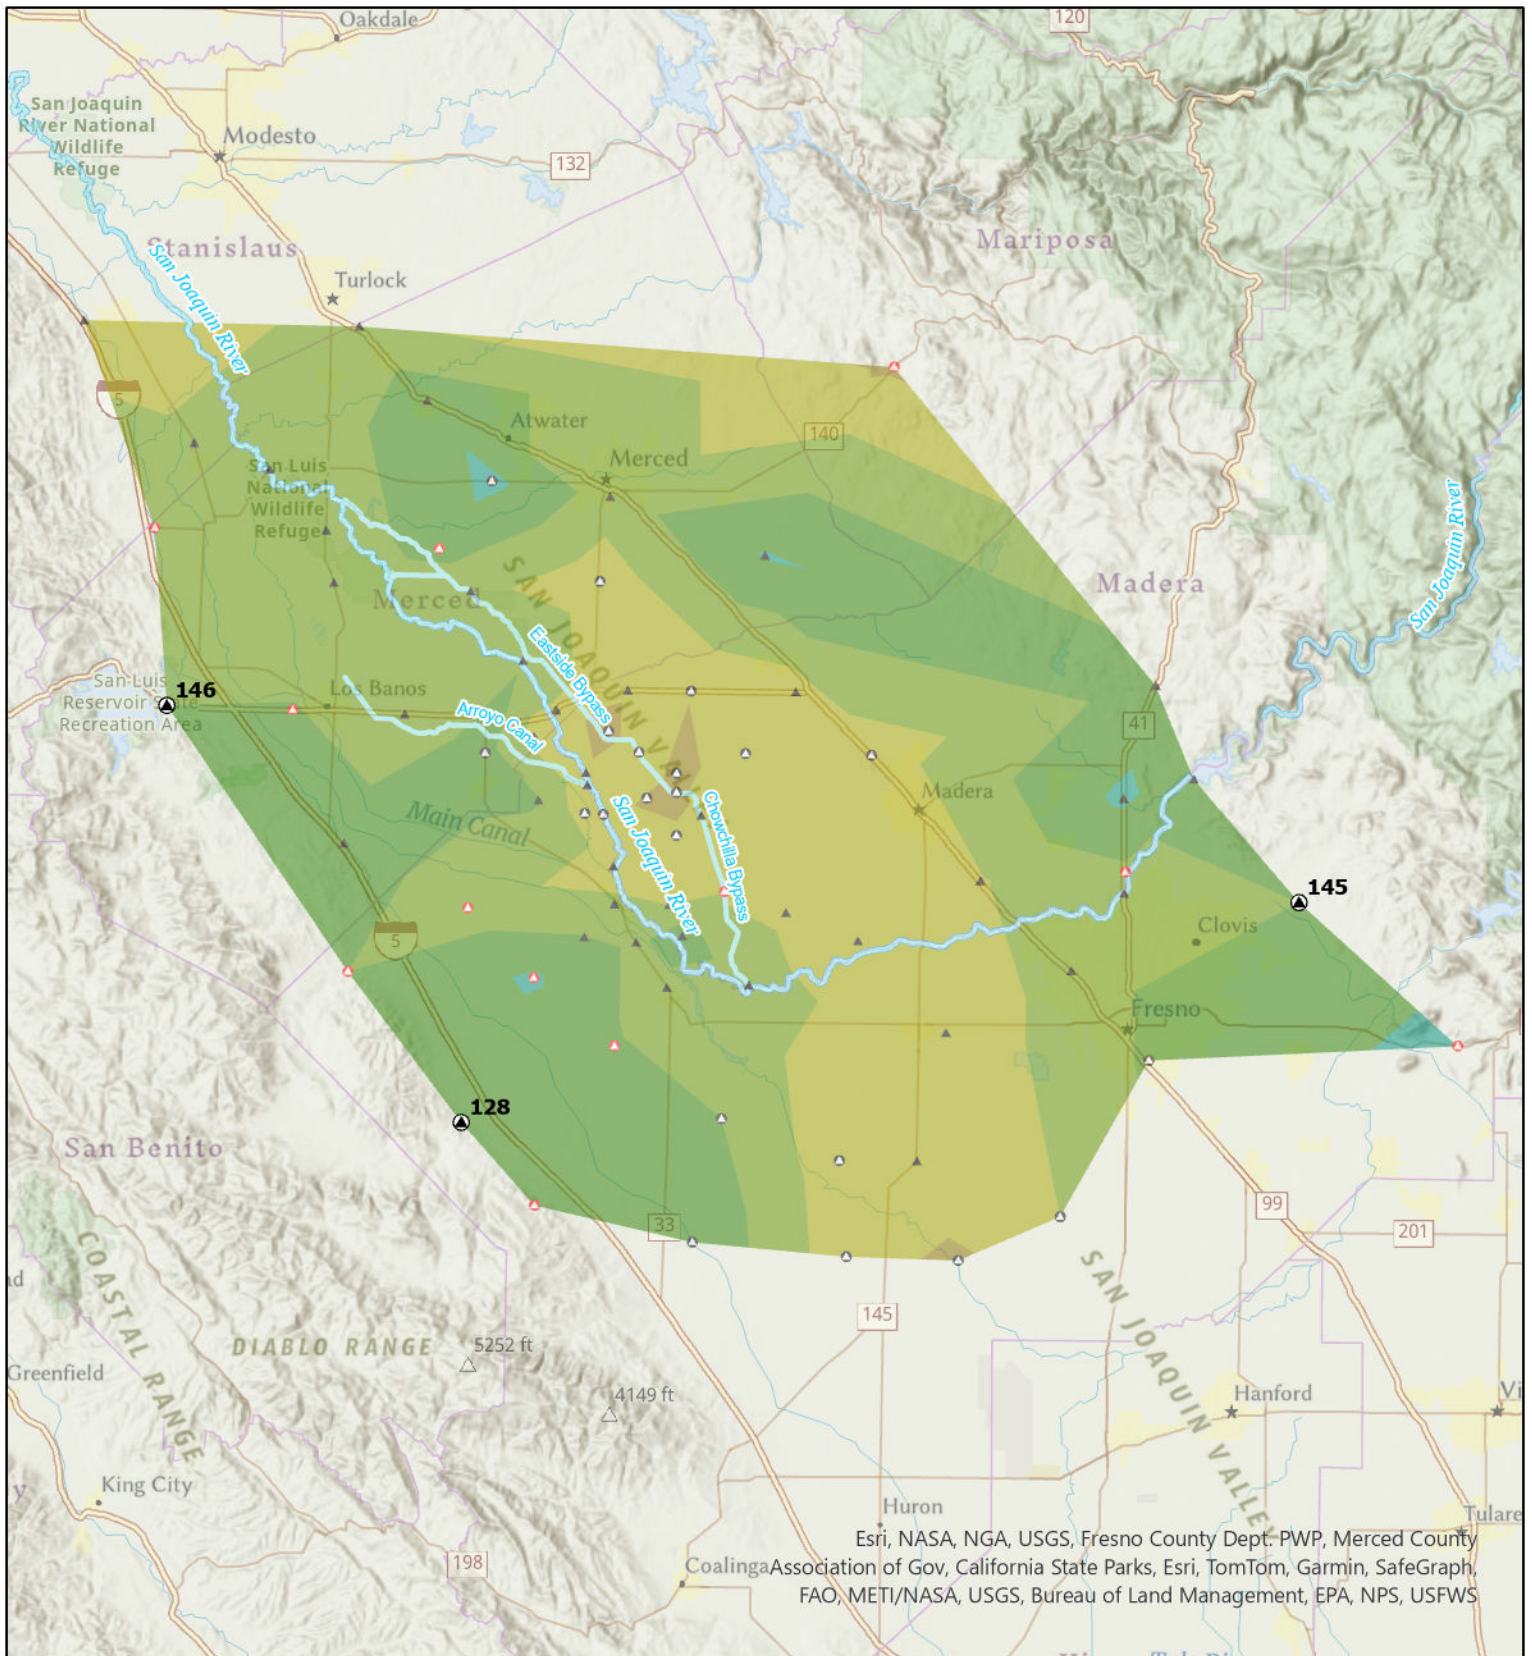 Oakdale
120
San Joaquin
River National
Wildlife
Refuge
Modesto
132
Stanislaus
Mariposa
San Joaquin River
Turlock
5
Atwater
140
Merced
San Luis
National
Wildlife
Refuge
San Joaquin River
Madera
Merced
SAN JOAQUIN VALLEY
Eastside Bypass
146
San Luis
Reservoir State
Recreation Area
Los Banos
Arroyo Canal
41
Main Canal
San Joaquin River
Chowchilla Bypass
Madera
145
Clovis
5
Fresno
128
San Benito
99
33
201
COASTAL RANGE
SAN JOAQUIN VALLEY
145
DIABLO RANGE
5252 ft
Greenfield
4149 ft
Hanford
Vi
King City
y
Huron
Tulare
198
Coalinga
Esri, NASA, NGA, USGS, Fresno County Dept. PWP, Merced County
Association of Gov, California State Parks, Esri, TomTom, Garmin, SafeGraph,
FAO, METI/NASA, USGS, Bureau of Land Management, EPA, NPS, USFWS